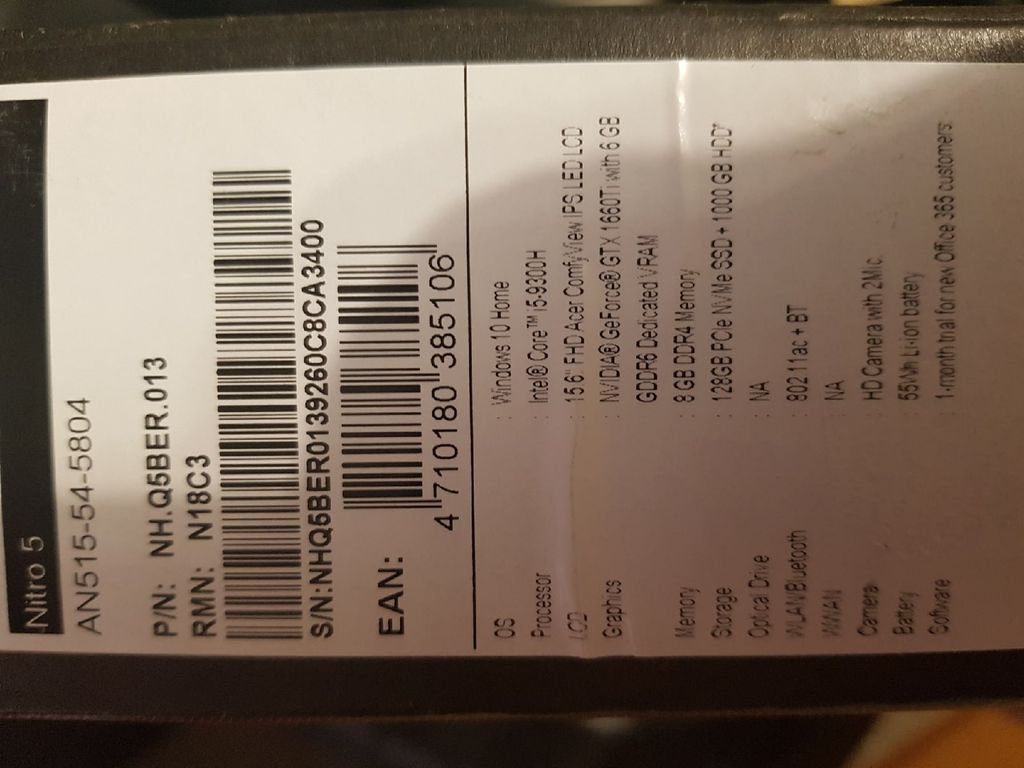 Nitro 5
AN515-54-5804
P/N: NH.Q5BER.013
RMN: N18C3
S/N:NHQ5BER0139260C8CA3400
EAN:
4 710180 385106
OS : Windows 10 Home
Processor : Intel® Core™ i5-9300H
LCD : 15.6" FHD Acer ComfyView IPS LED LCD
Graphics : NVIDIA® GeForce® GTX 1660Ti with 6 GB
GDDR6 Dedicated VRAM
Memory : 8 GB DDR4 Memory
Storage : 128GB PCIe NVMe SSD + 1000 GB HDD*
Optical Drive : NA
WLAN/Bluetooth : 802.11ac + BT
WWAN : NA
Camera : HD Camera with 2Mic
Battery : 55Wh Li-ion battery
Software : 1-month trial for new Office 365 customers.